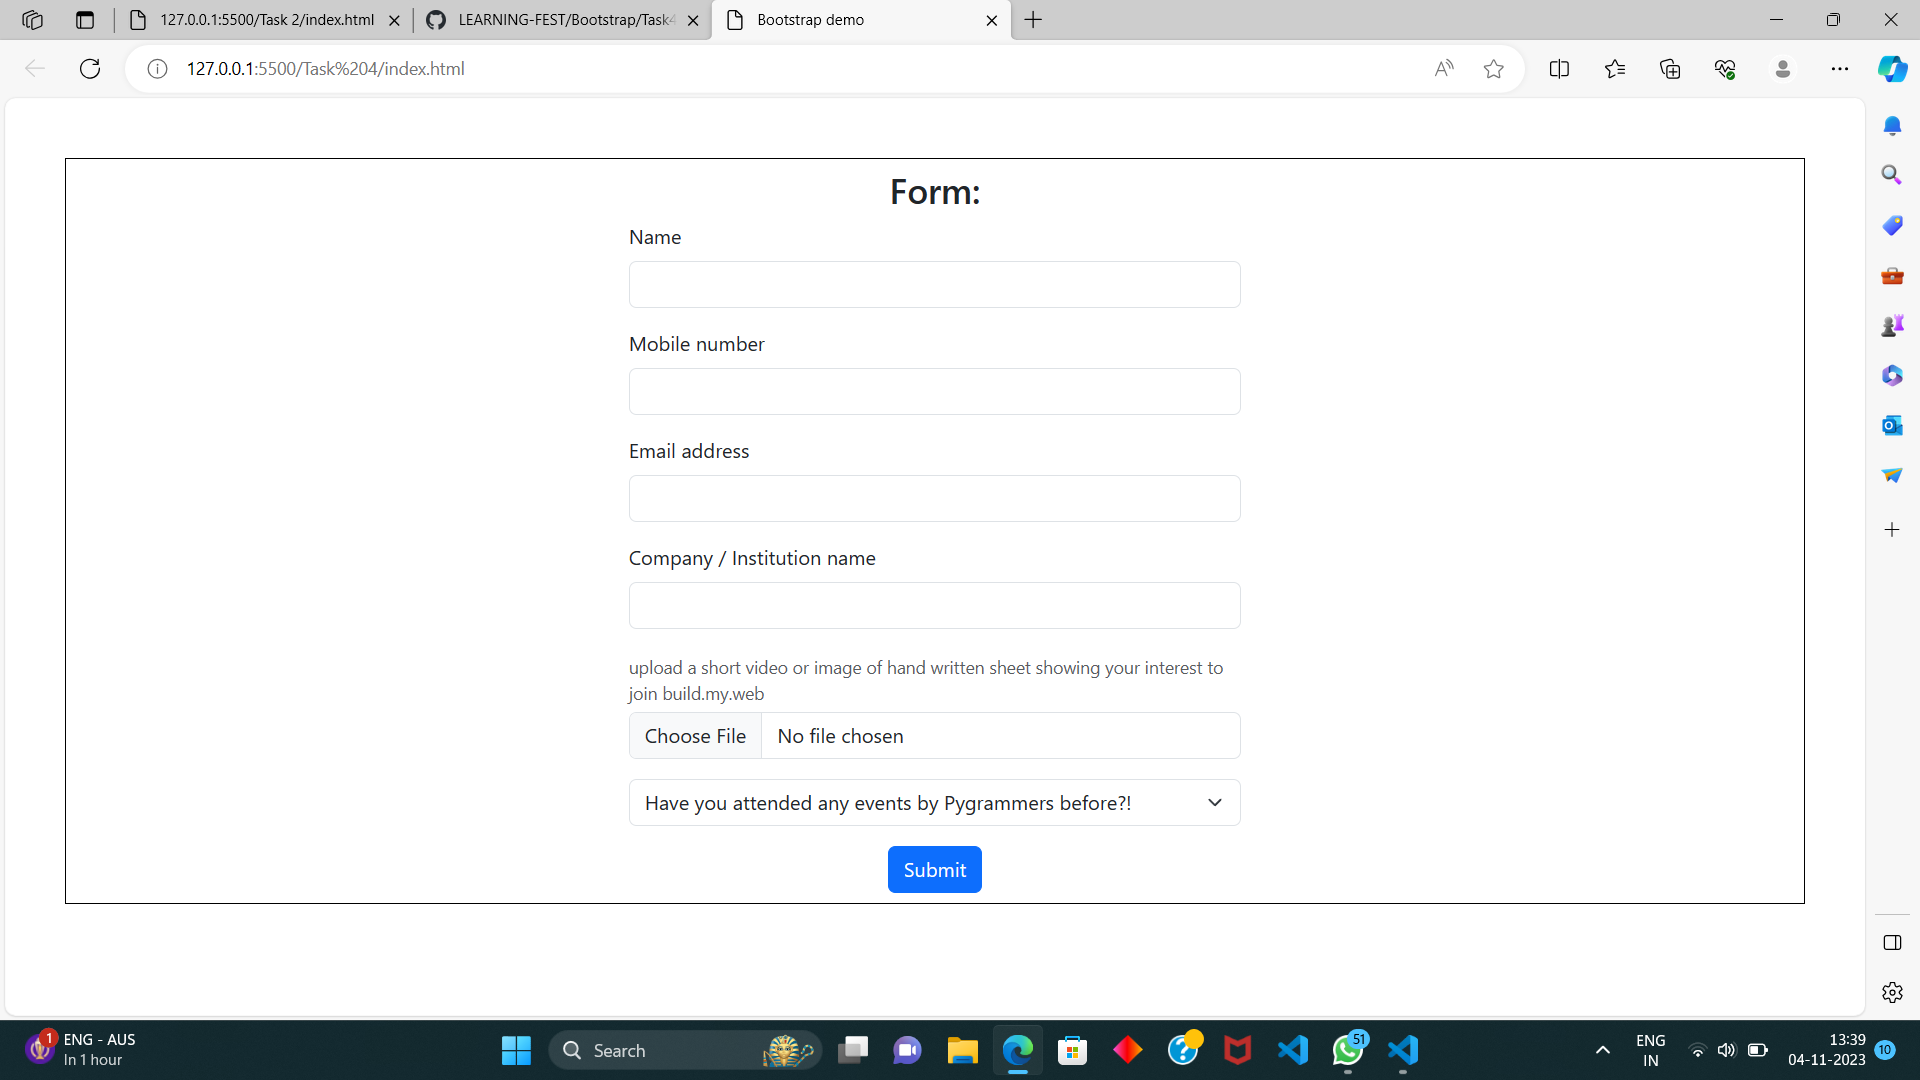 127.0.0.1:5500/Task 2/index.html
LEARNING-FEST/Bootstrap/Task4
Bootstrap demo
127.0.0.1:5500/Task%204/index.html
Form:
Name
Mobile number
Email address
Company / Institution name
upload a short video or image of hand written sheet showing your interest to
join build.my.web
Choose File
No file chosen
Have you attended any events by Pygrammers before?!
Submit
1
ENG - AUS
In 1 hour
Search
51
ENG
IN
13:39
04-11-2023
10